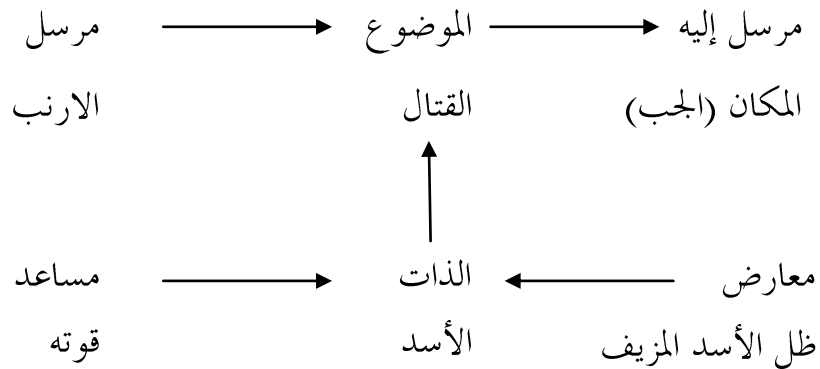 مرسل إليه الموضوع مرسل
المكان (الجب) القتال الارنب
معارض الذات مساعد
ظل الأسد المزيف الأسد قوته